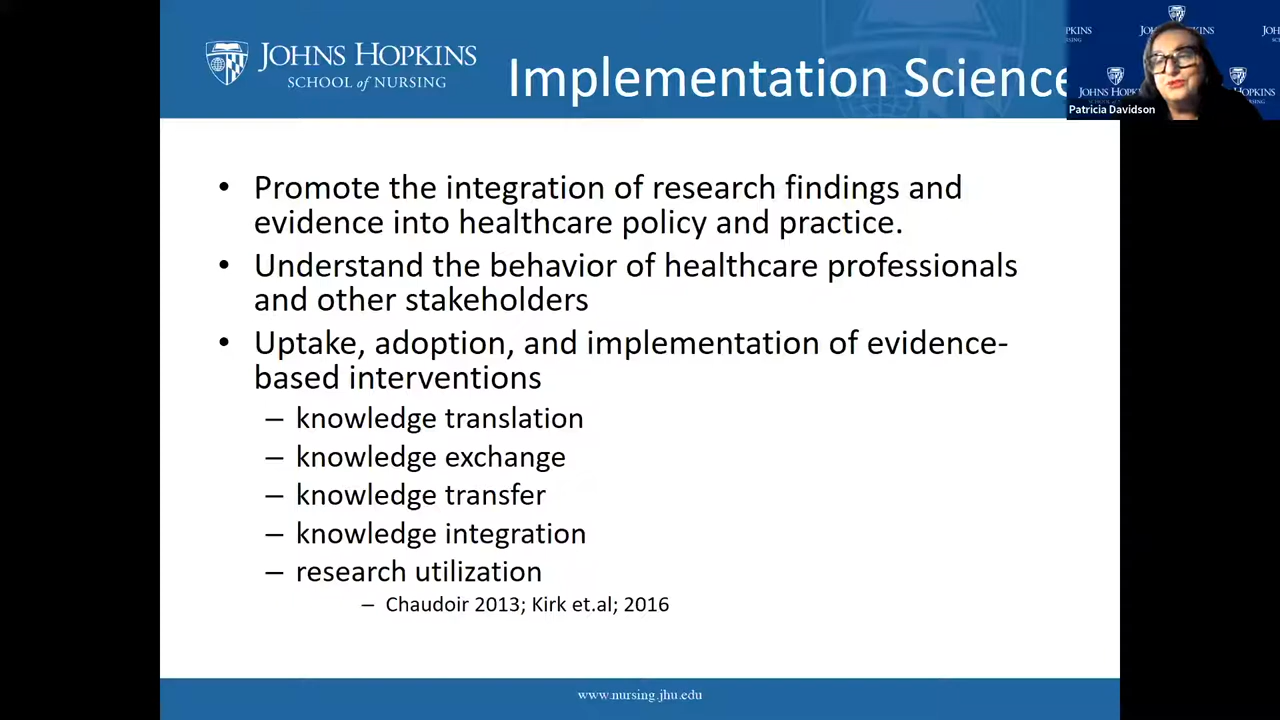 JOHNS HOPKINS
SCHOOL of NURSING
Implementation Science
• Promote the integration of research findings and
evidence into healthcare policy and practice.
• Understand the behavior of healthcare professionals
and other stakeholders
• Uptake, adoption, and implementation of evidence-
based interventions
– knowledge translation
– knowledge exchange
– knowledge transfer
– knowledge integration
– research utilization
– Chaudoir 2013; Kirk et.al; 2016
www.nursing.jhu.edu
Patricia Davidson